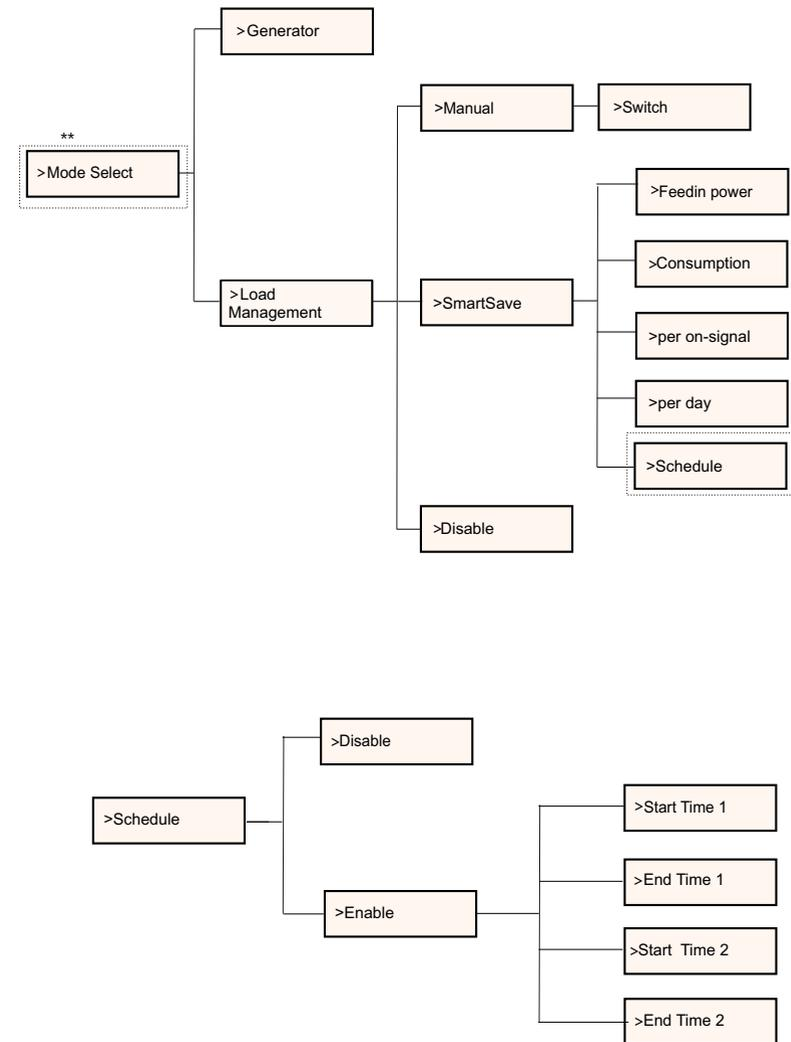 >Generator
>Manual
>Switch
**
>Mode Select
>Feedin power
>Consumption
>Load
Management
>SmartSave
>per on-signal
>per day
>Schedule
>Disable
>Disable
>Schedule
>Start Time 1
>End Time 1
>Enable
>Start  Time 2
>End Time 2